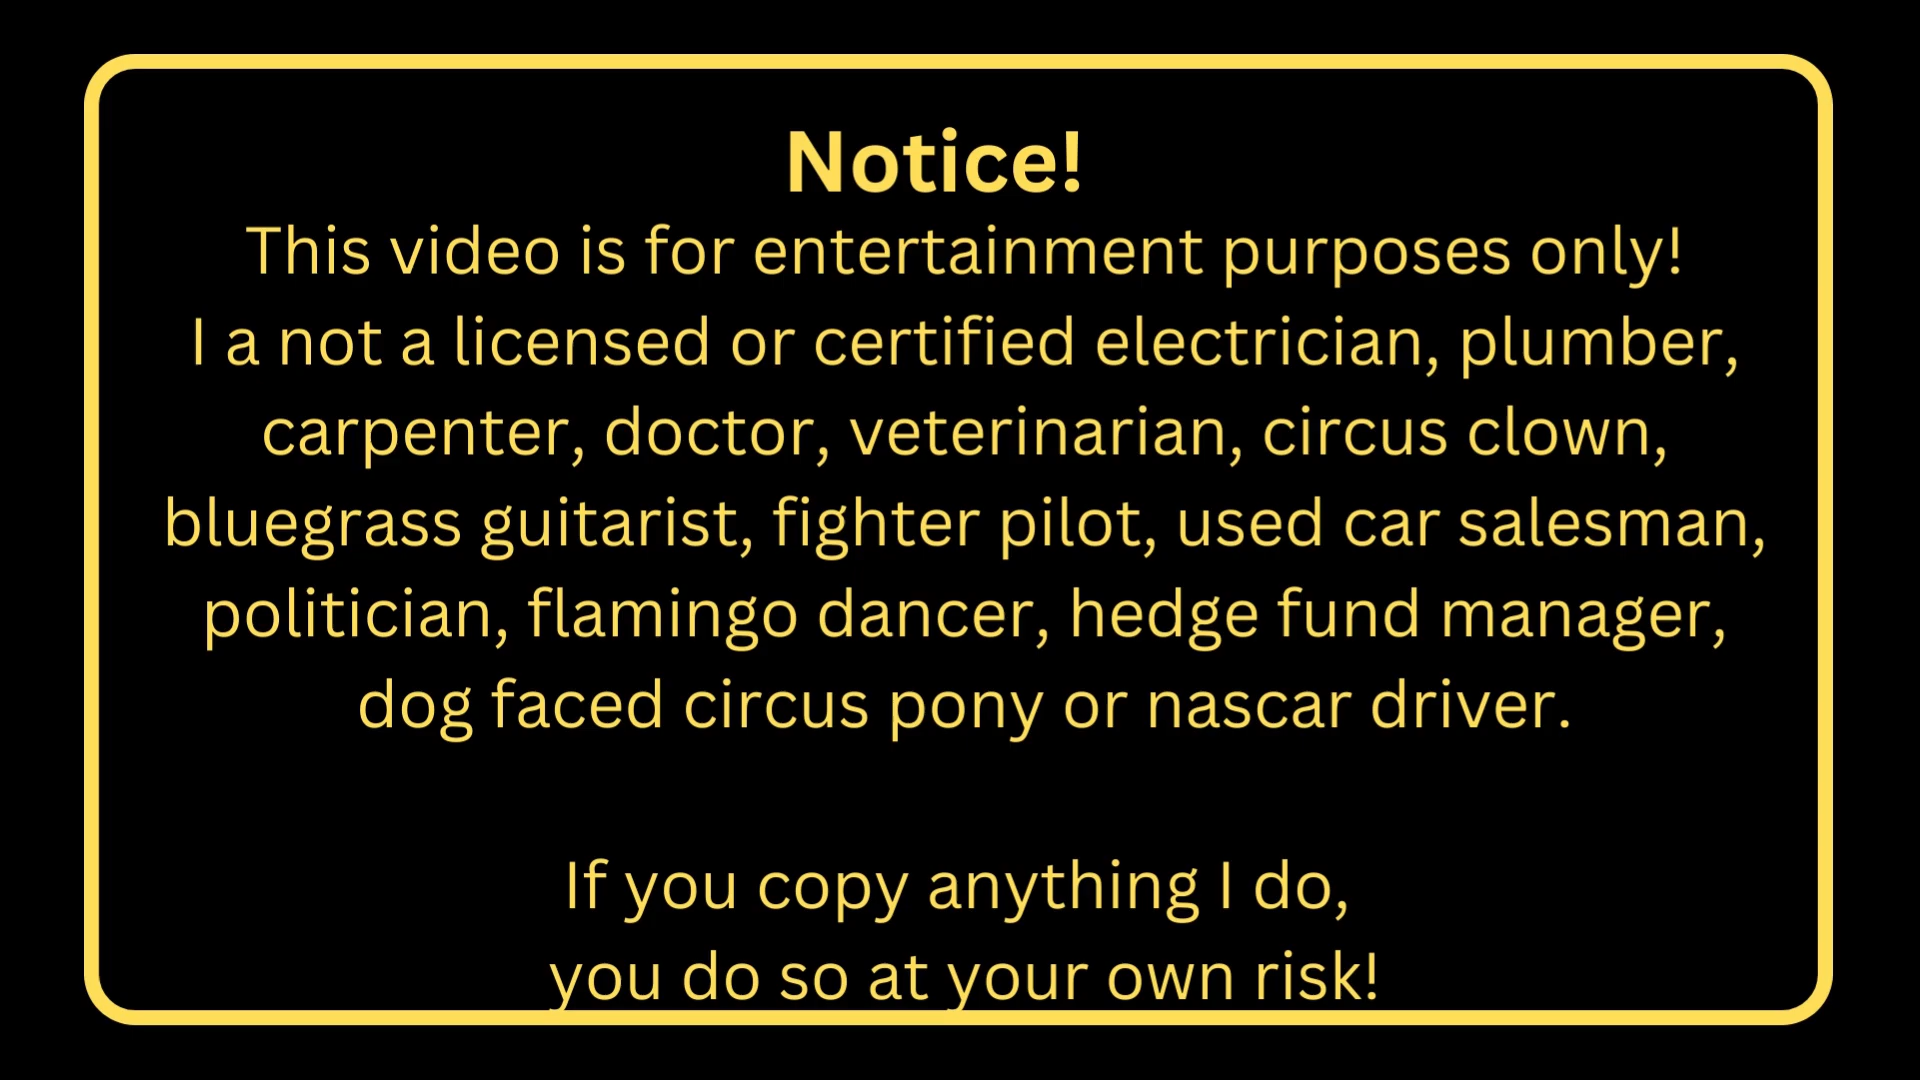 Notice!
This video is for entertainment purposes only!
I a not a licensed or certified electrician, plumber,
carpenter, doctor, veterinarian, circus clown,
bluegrass guitarist, fighter pilot, used car salesman,
politician, flamingo dancer, hedge fund manager,
dog faced circus pony or nascar driver.
If you copy anything I do,
you do so at your own risk!